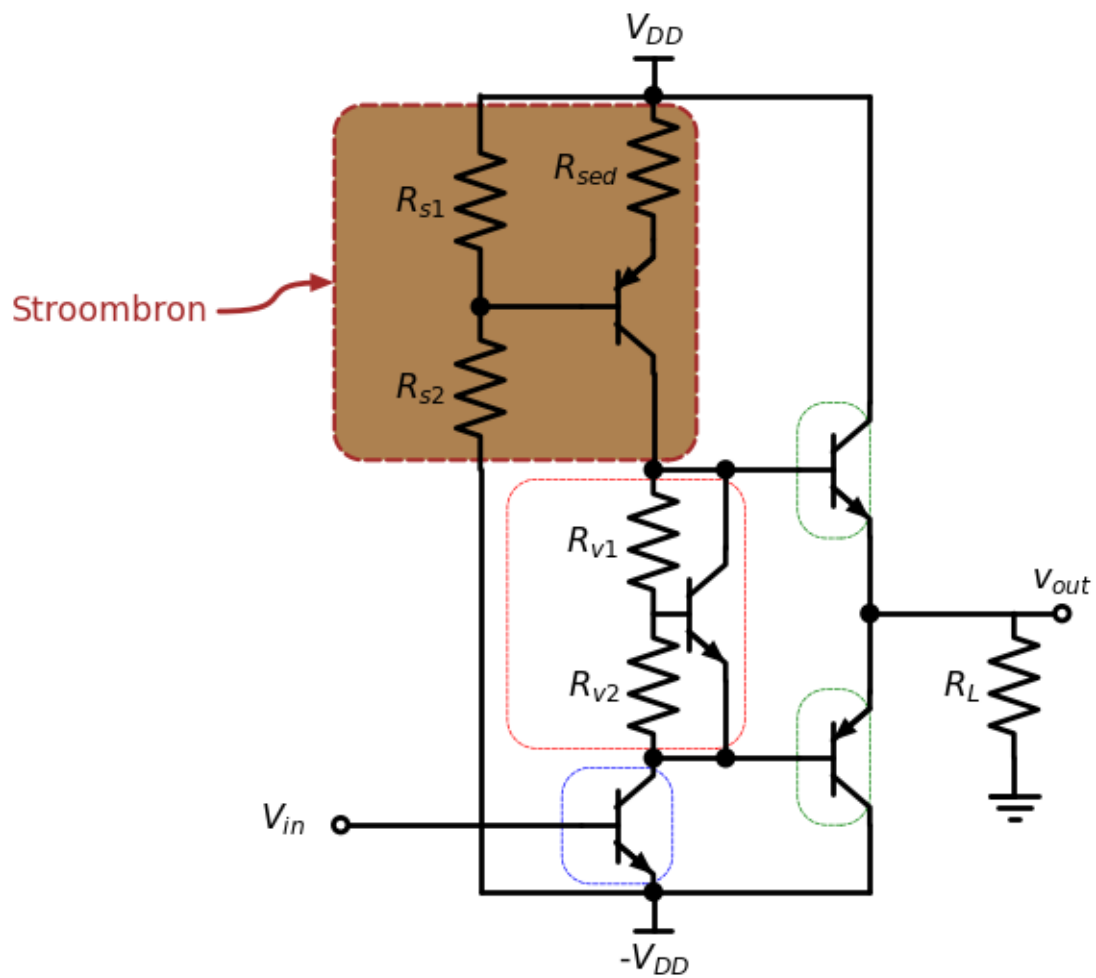 V_DD
R_sed
R_s1
Stroombron
R_s2
R_v1
v_out
R_v2
R_L
V_in
-V_DD